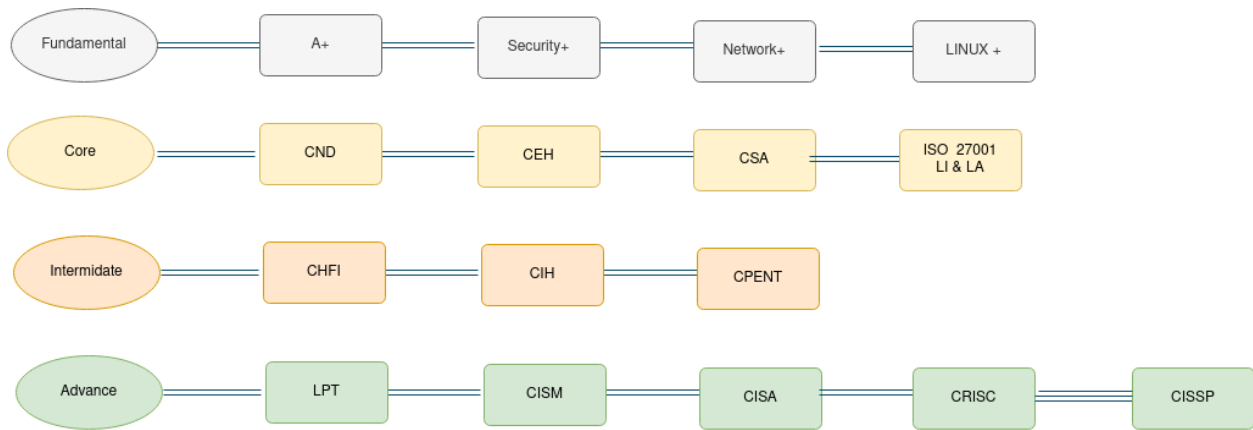 Fundamental
A+
Security+
Network+
LINUX +
Core
CND
CEH
CSA
ISO 27001
LI & LA
Intermidate
CHFI
CIH
CPENT
Advance
LPT
CISM
CISA
CRISC
CISSP